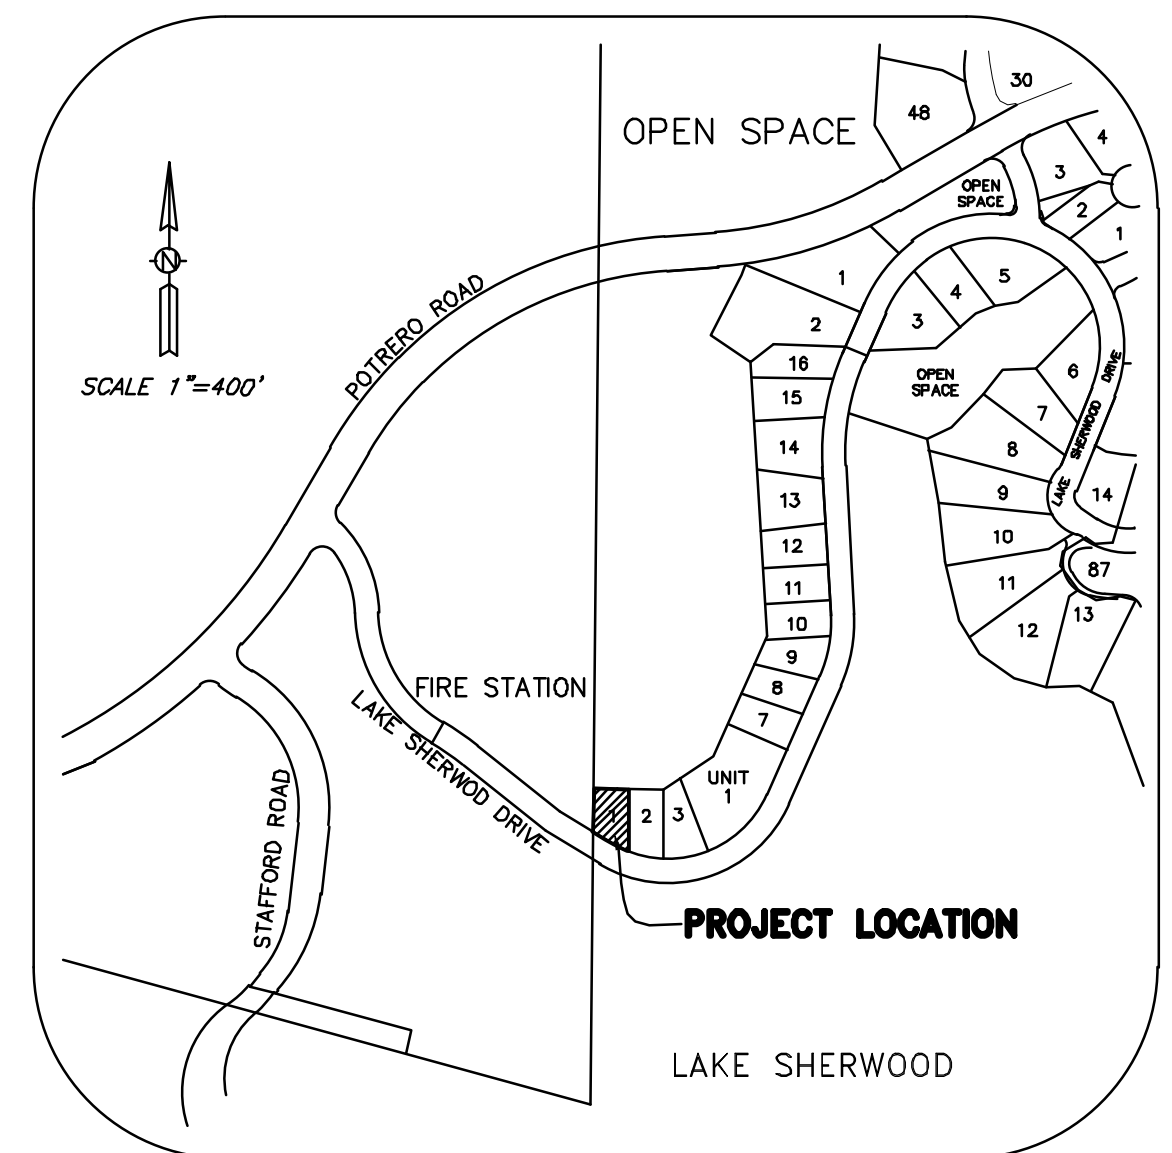 30
48
OPEN SPACE
4
3
OPEN
SPACE
2
1
N
SCALE 1"=400'
POTRERO ROAD
1
2
3
4
5
OPEN
SPACE
16
15
14
13
12
11
10
9
8
7
UNIT
1
6
7
8
9
10
11
12
13
14
87
LAKE SHERWOOD DRIVE
FIRE STATION
LAKE SHERWOD DRIVE
STAFFORD ROAD
1
2
3
PROJECT LOCATION
LAKE SHERWOOD